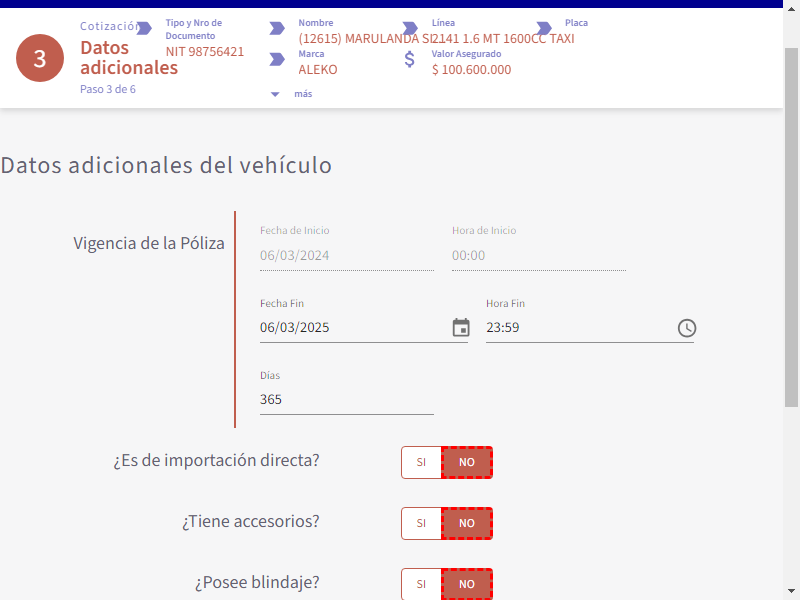 3
Cotización
Datos
adicionales
Paso 3 de 6
Tipo y Nro de
Documento
NIT 98756421
Nombre
(12615) MARULANDA SI...
Línea
2141 1.6 MT 1600CC TAXI
Placa
Marca
ALEKO
Valor Asegurado
$ 100.600.000
más
Datos adicionales del vehículo
Vigencia de la Póliza
Fecha de Inicio
06/03/2024
Hora de Inicio
00:00
Fecha Fin
06/03/2025
Hora Fin
23:59
Días
365
¿Es de importación directa?
SI NO
¿Tiene accesorios?
SI NO
¿Posee blindaje?
SI NO